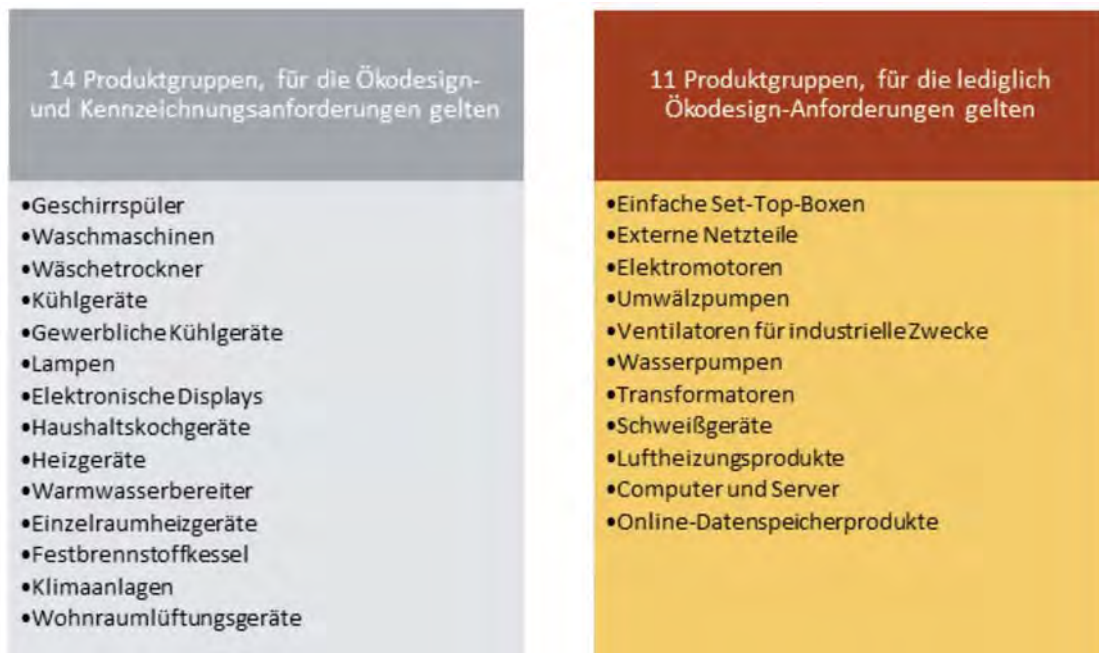 14 Produktgruppen, für die Ökodesign-
und Kennzeichnungsanforderungen gelten
•Geschirrspüler
•Waschmaschinen
•Wäschetrockner
•Kühlgeräte
•Gewerbliche Kühlgeräte
•Lampen
•Elektronische Displays
•Haushaltskochgeräte
•Heizgeräte
•Warmwasserbereiter
•Einzelraumheizgeräte
•Festbrennstoffkessel
•Klimaanlagen
•Wohnraumlüftungsgeräte
11 Produktgruppen, für die lediglich
Ökodesign-Anforderungen gelten
•Einfache Set-Top-Boxen
•Externe Netzteile
•Elektromotoren
•Umwälzpumpen
•Ventilatoren für industrielle Zwecke
•Wasserpumpen
•Transformatoren
•Schweißgeräte
•Luftheizungsprodukte
•Computer und Server
•Online-Datenspeicherprodukte